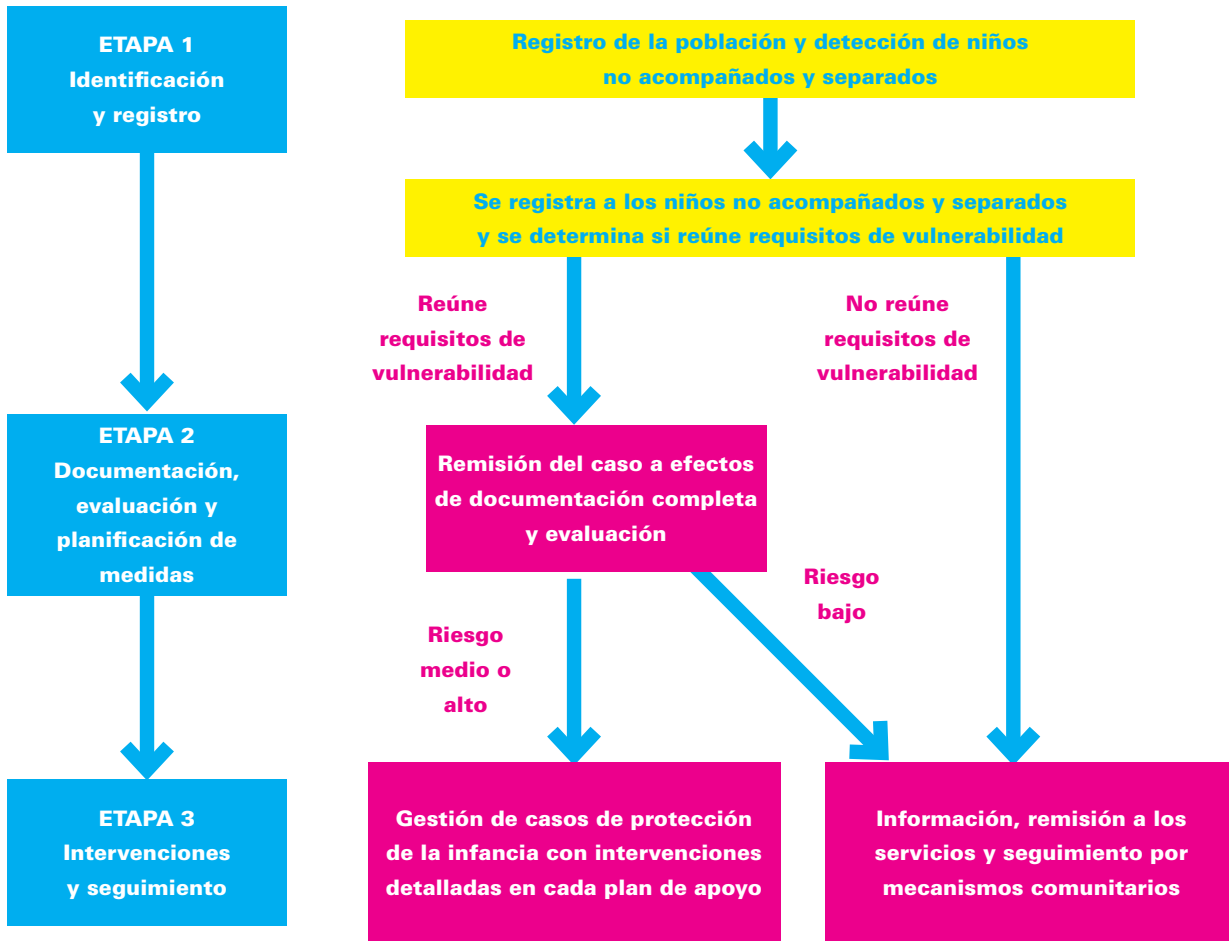 ETAPA 1
Identificación
y registro
Registro de la población y detección de niños
no acompañados y separados
Se registra a los niños no acompañados y separados
y se determina si reúne requisitos de vulnerabilidad
Reúne
requisitos de
vulnerabilidad
No reúne
requisitos de
vulnerabilidad
ETAPA 2
Documentación,
evaluación y
planificación de
medidas
Remisión del caso a efectos
de documentación completa
y evaluación
Riesgo
medio o
alto
Riesgo
bajo
ETAPA 3
Intervenciones
y seguimiento
Gestión de casos de protección
de la infancia con intervenciones
detalladas en cada plan de apoyo
Información, remisión a los
servicios y seguimiento por
mecanismos comunitarios